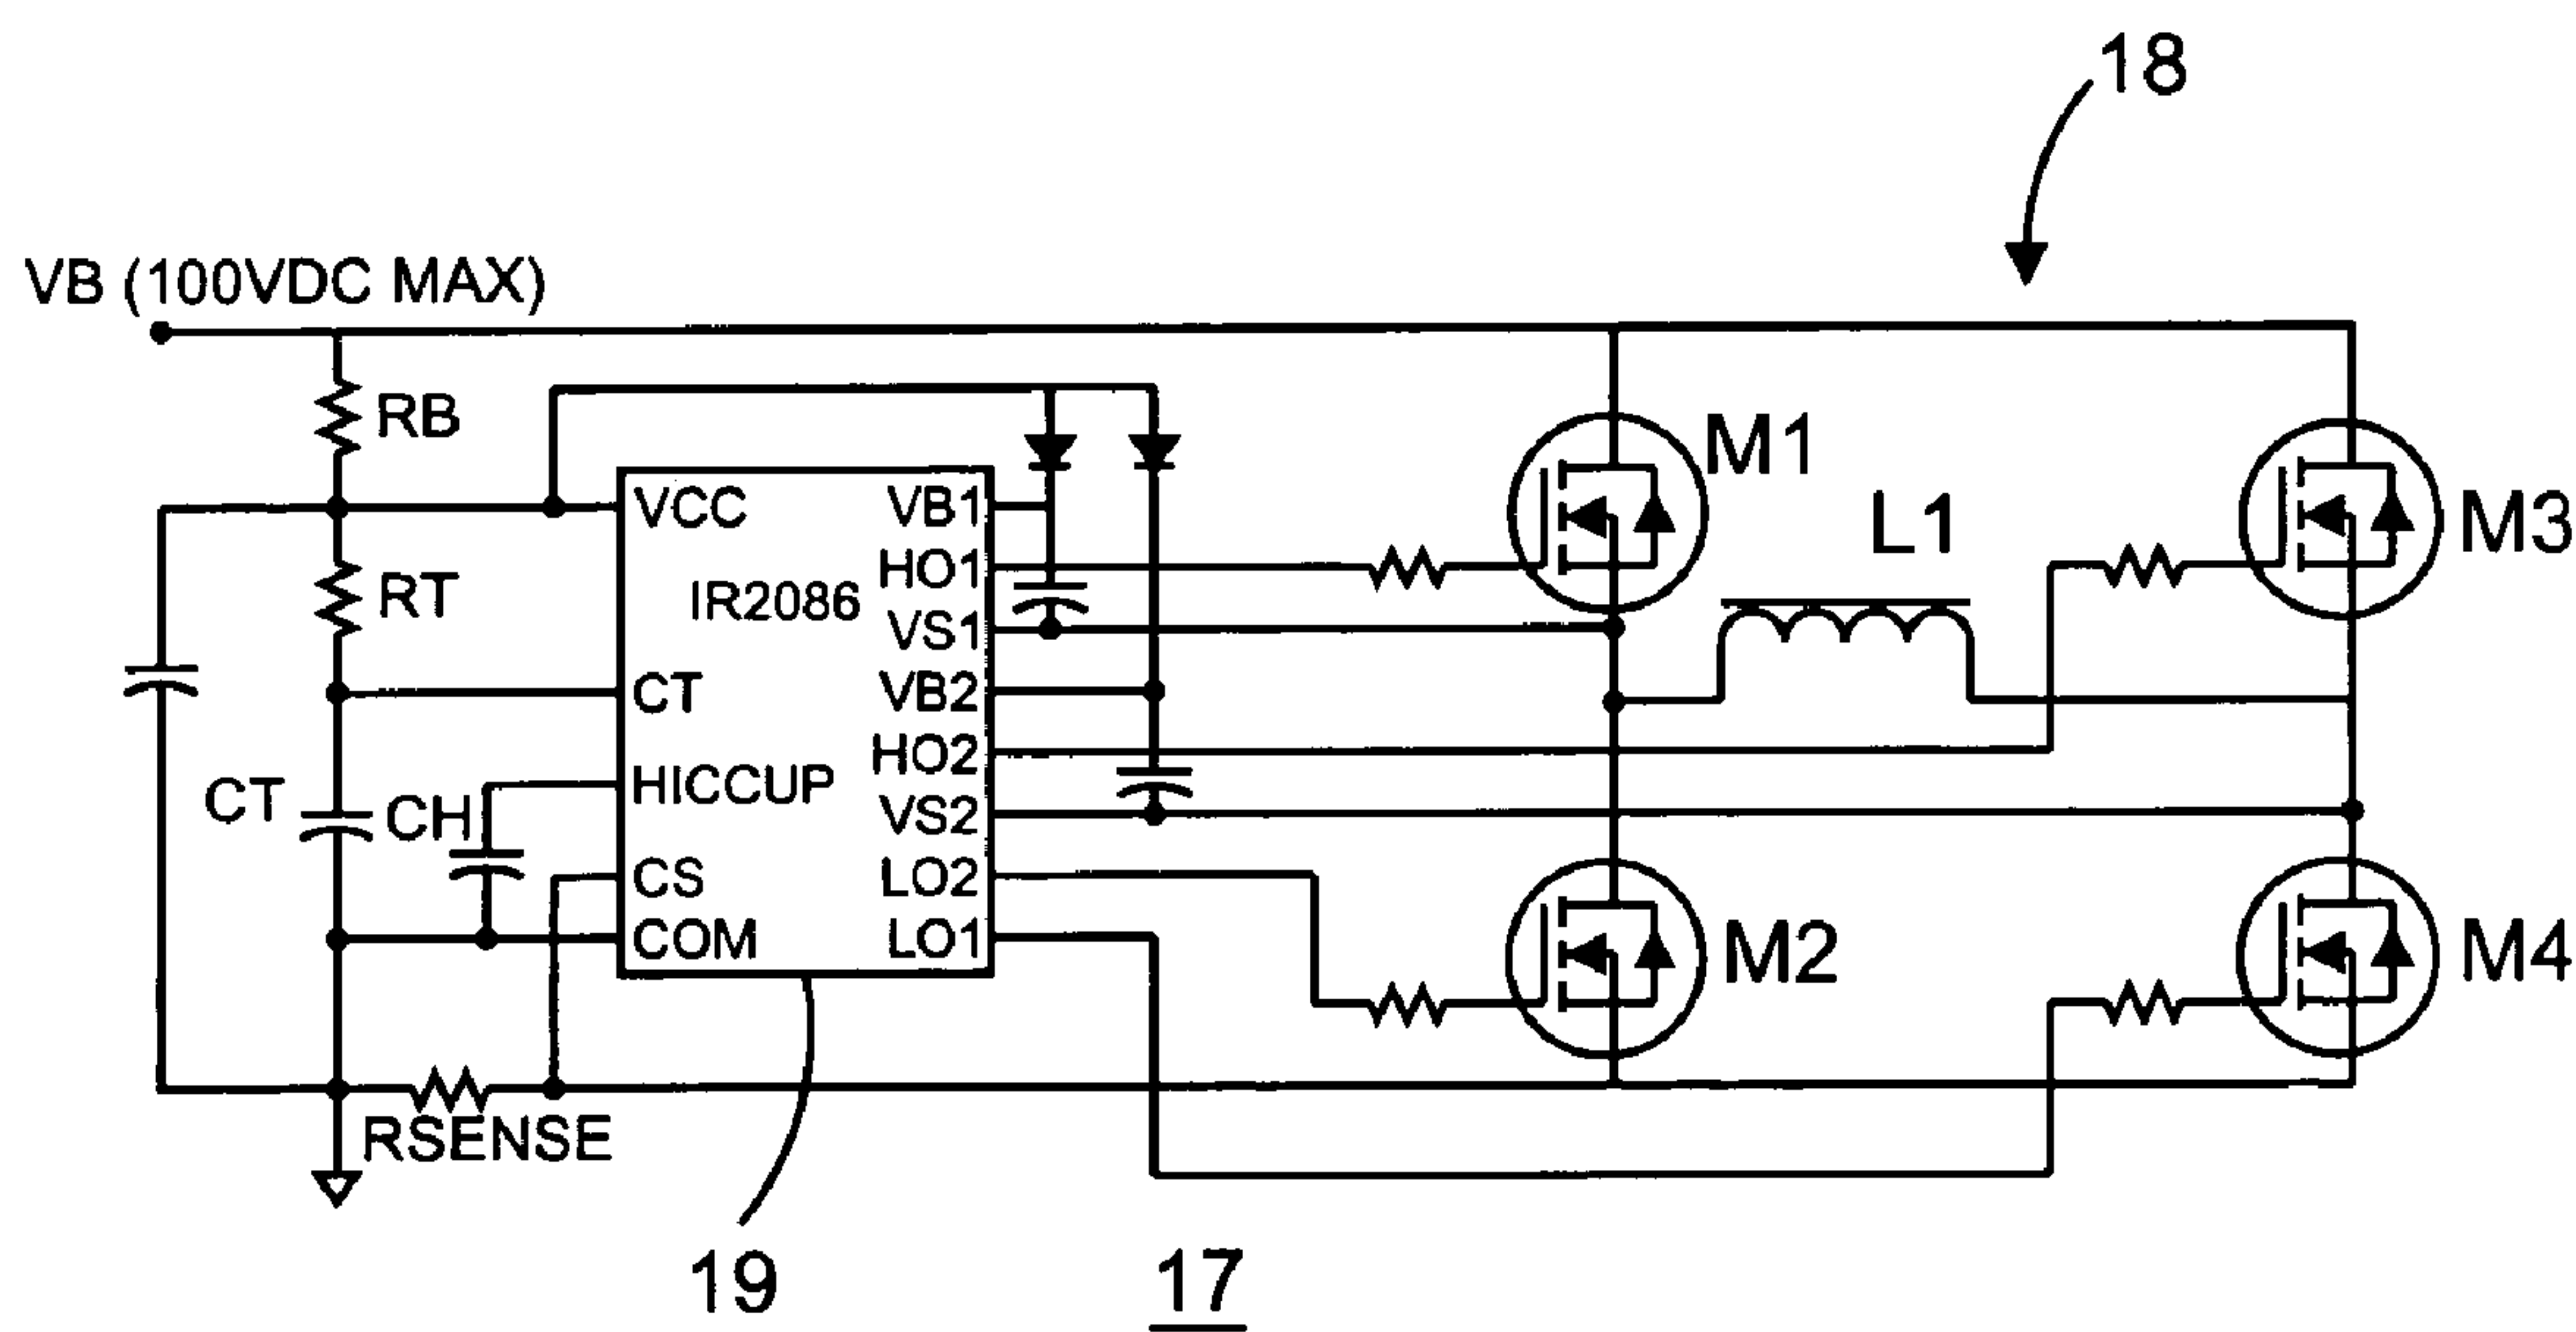 18
VB (100VDC MAX)
RB
RT
CT
CH
RSENSE
VCC
IR2086
CT
HICCUP
CS
COM
VB1
HO1
VS1
VB2
HO2
VS2
LO2
LO1
M1
L1
M3
M2
M4
19
17